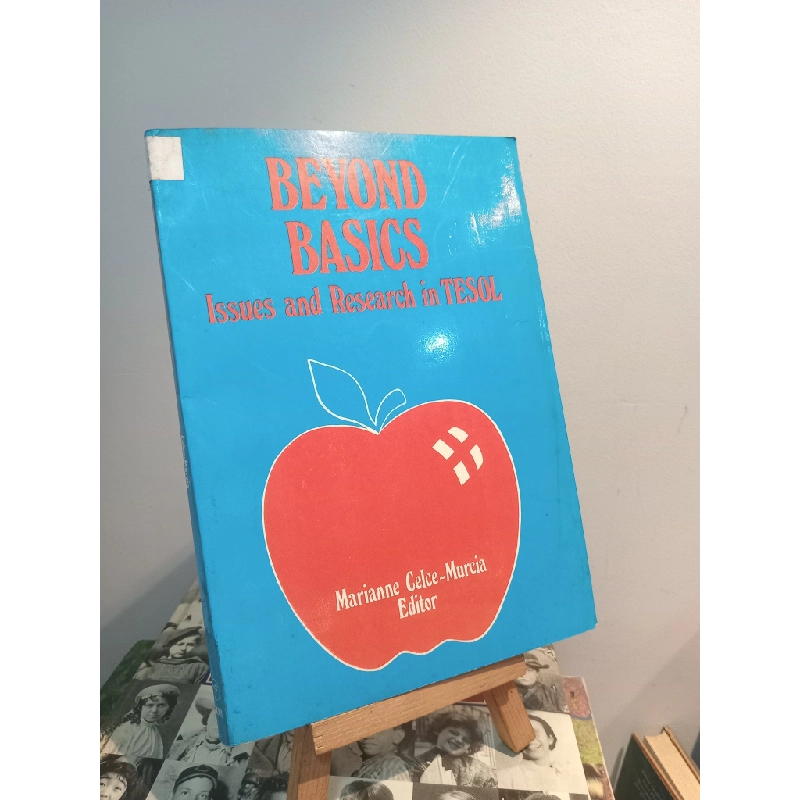 BEYOND
BASICS
Issues and Research in TESOL
Marianne Celce-Murcia
Editor